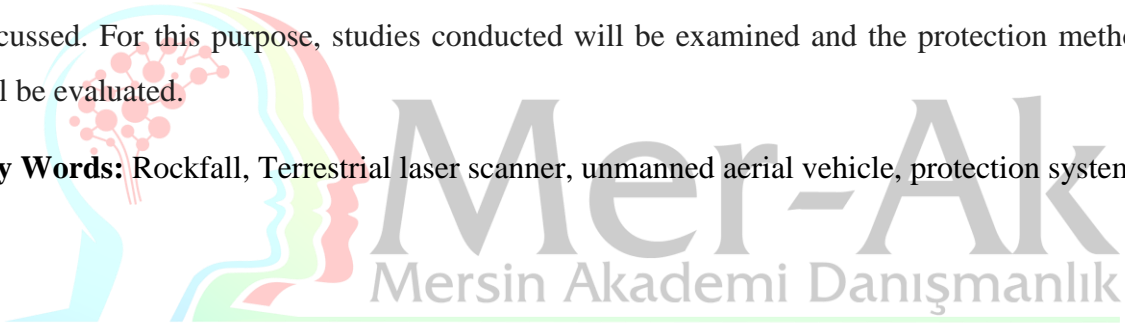 cussed. For this purpose, studies conducted will be examined and the protection metho
l be evaluated.
y Words: Rockfall, Terrestrial laser scanner, unmanned aerial vehicle, protection system
Mer-Ak
Mersin Akademi Danışmanlık